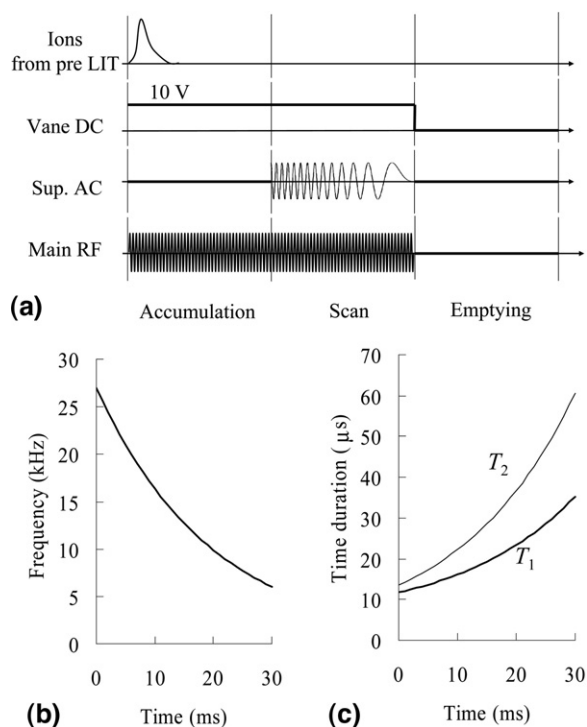 Ions
from pre LIT
10 V
Vane DC
Sup. AC
Main RF
(a)
Accumulation Scan Emptying
30
25
20
15
10
5
0
Frequency (kHz)
0 10 20 30
Time (ms)
(b)
70
60
50
40
30
20
10
0
Time duration ( μs)
T2
T1
0 10 20 30
Time (ms)
(c)